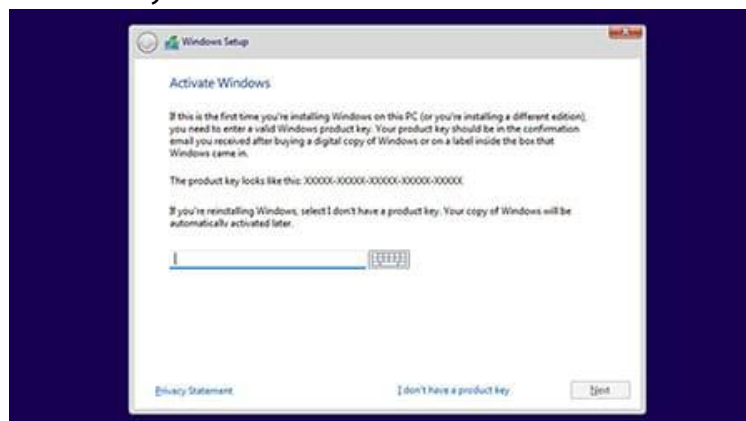 Windows Setup
Activate Windows
If this is the first time you're installing Windows on this PC (or you're installing a different edition),
you need to enter a valid Windows product key. Your product key should be in the confirmation
email you received after buying a digital copy of Windows or on a label inside the box that
Windows came in.
The product key looks like this: XXXXX-XXXXX-XXXXX-XXXXX-XXXXX
If you're reinstalling Windows, select I don't have a product key. Your copy of Windows will be
automatically activated later.
Privacy Statement
I don't have a product key
Next